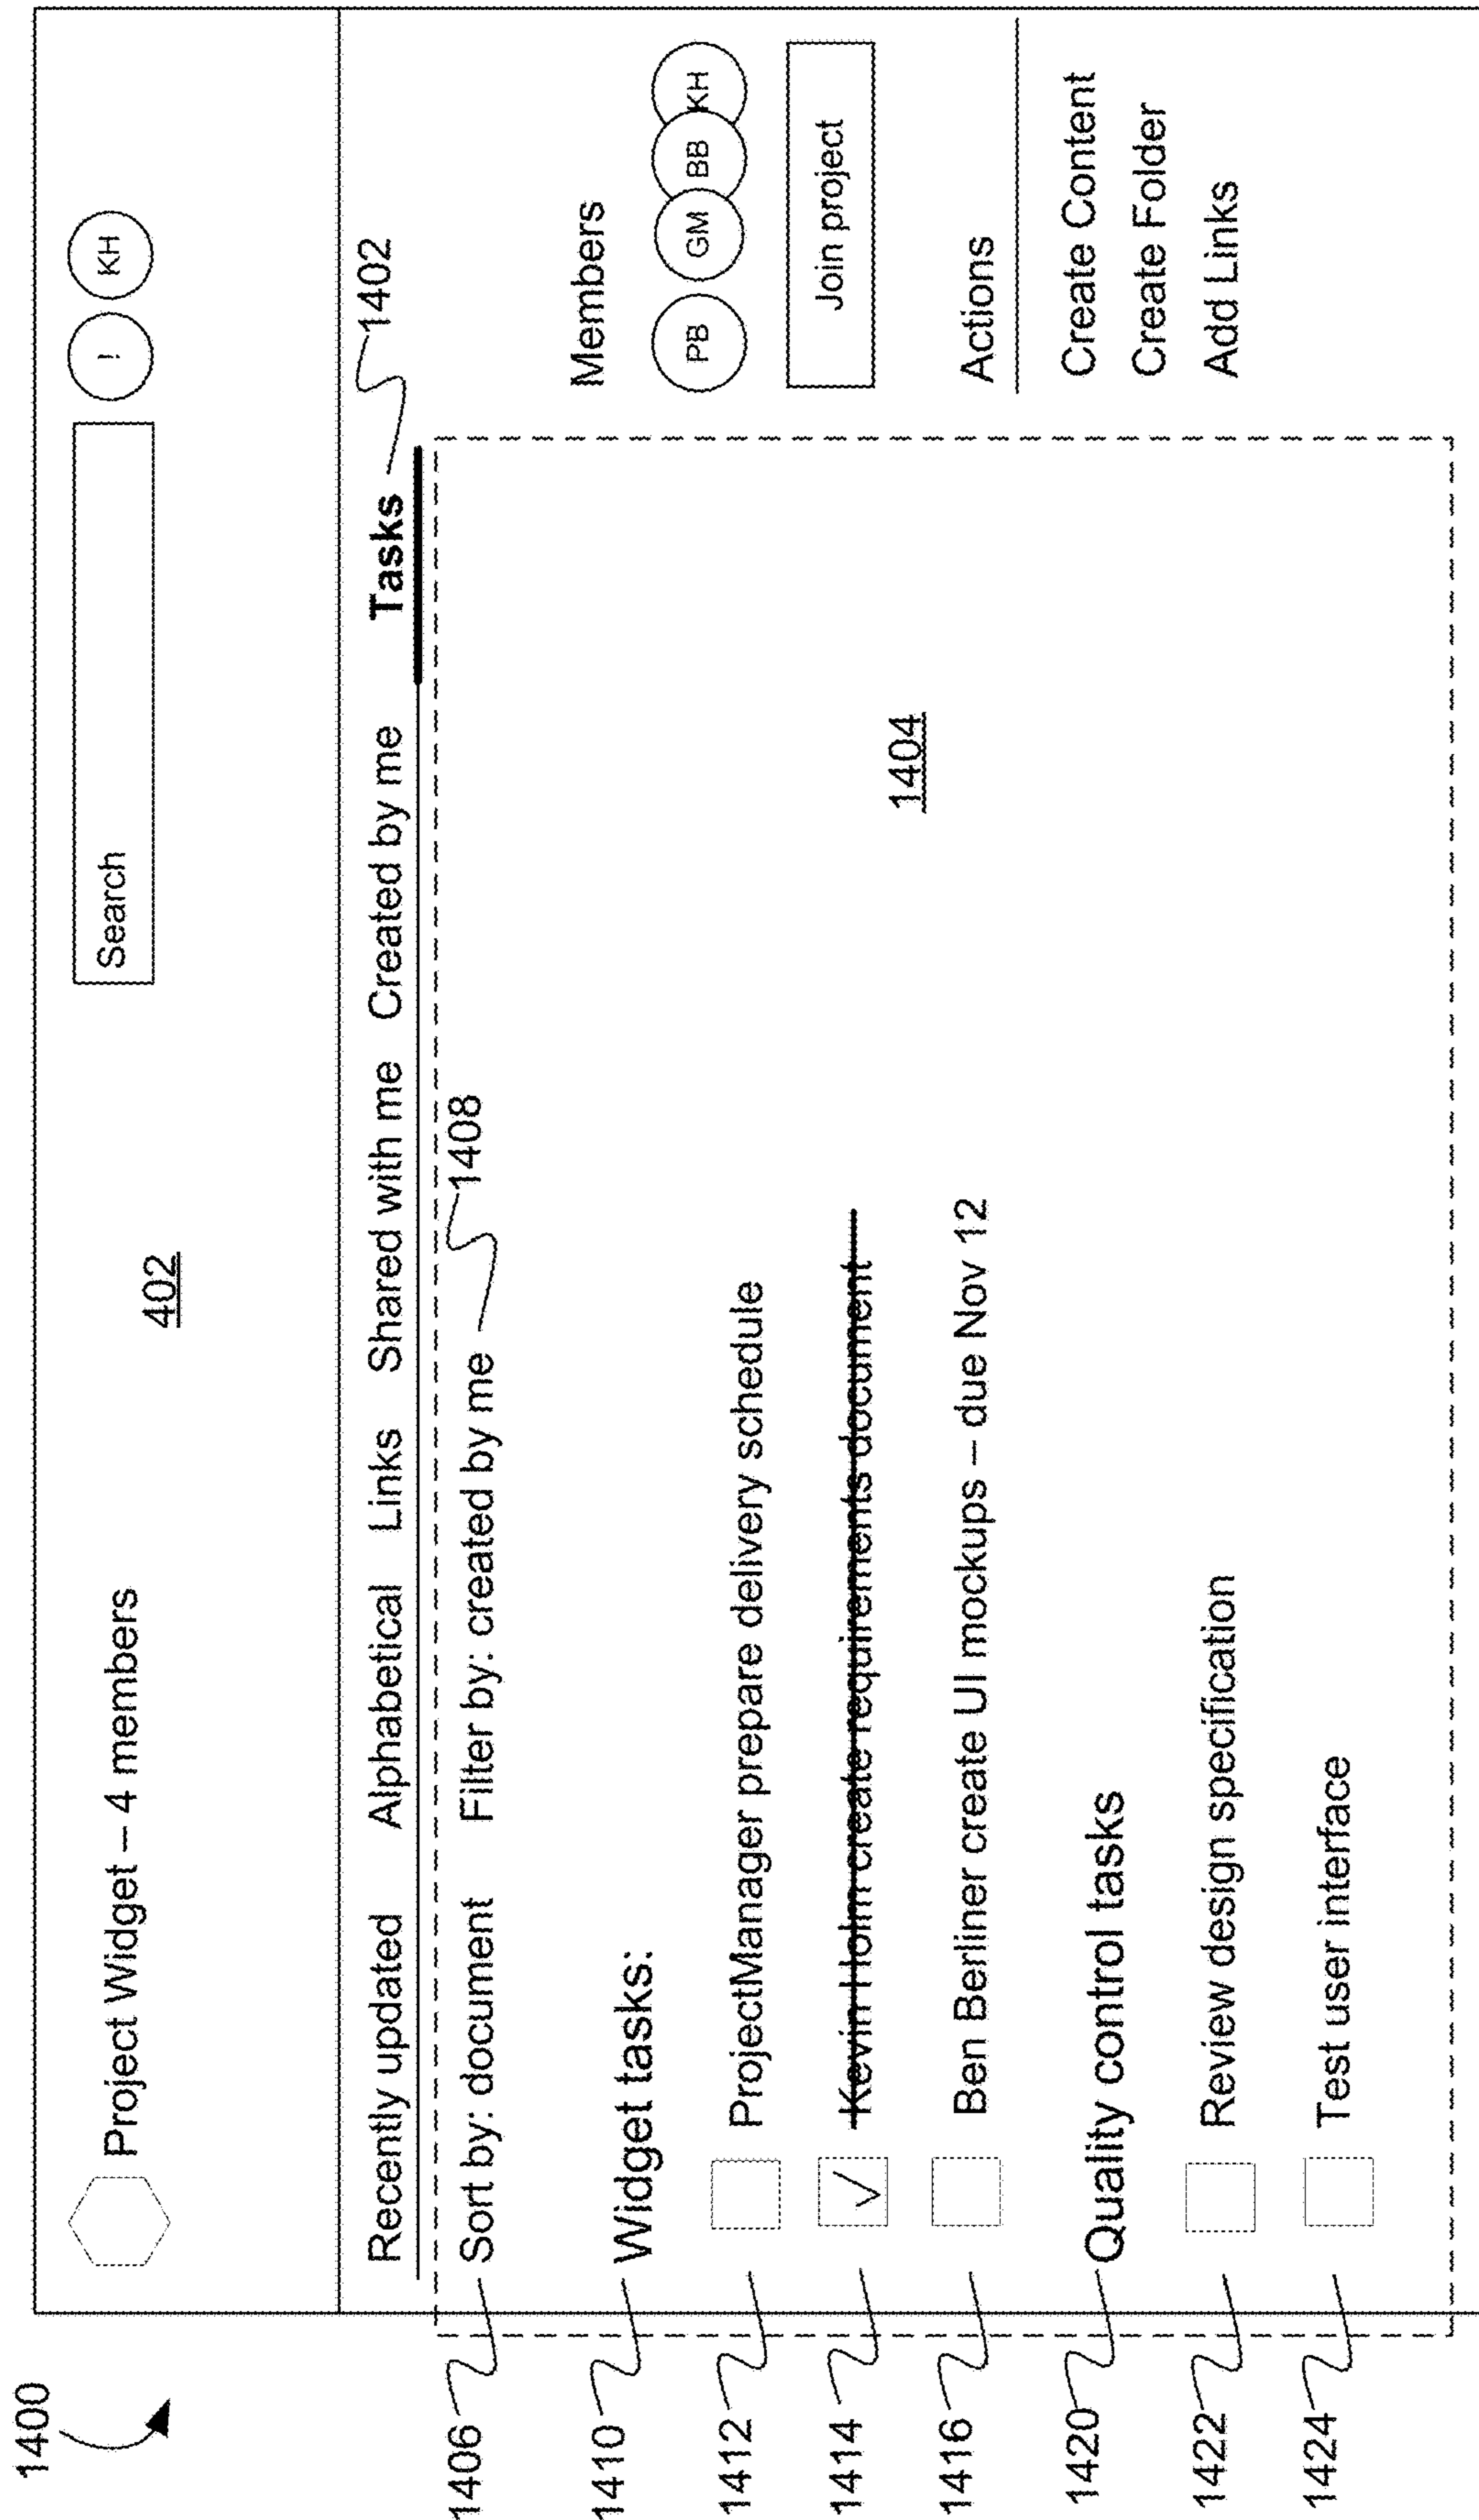 1400
Project Widget – 4 members
402
Search
!
KH
Recently updated Alphabetical Links Shared with me Created by me Tasks
1402
1406
Sort by: document Filter by: created by me
1408
Members
PB GM BB KH
Join project
1410
Widget tasks:
1412
ProjectManager prepare delivery schedule
1404
1414
Kevin Holm create requirements document
1416
Ben Berliner create UI mockups – due Nov 12
Actions
Create Content
Create Folder
Add Links
1420
Quality control tasks
1422
Review design specification
1424
Test user interface